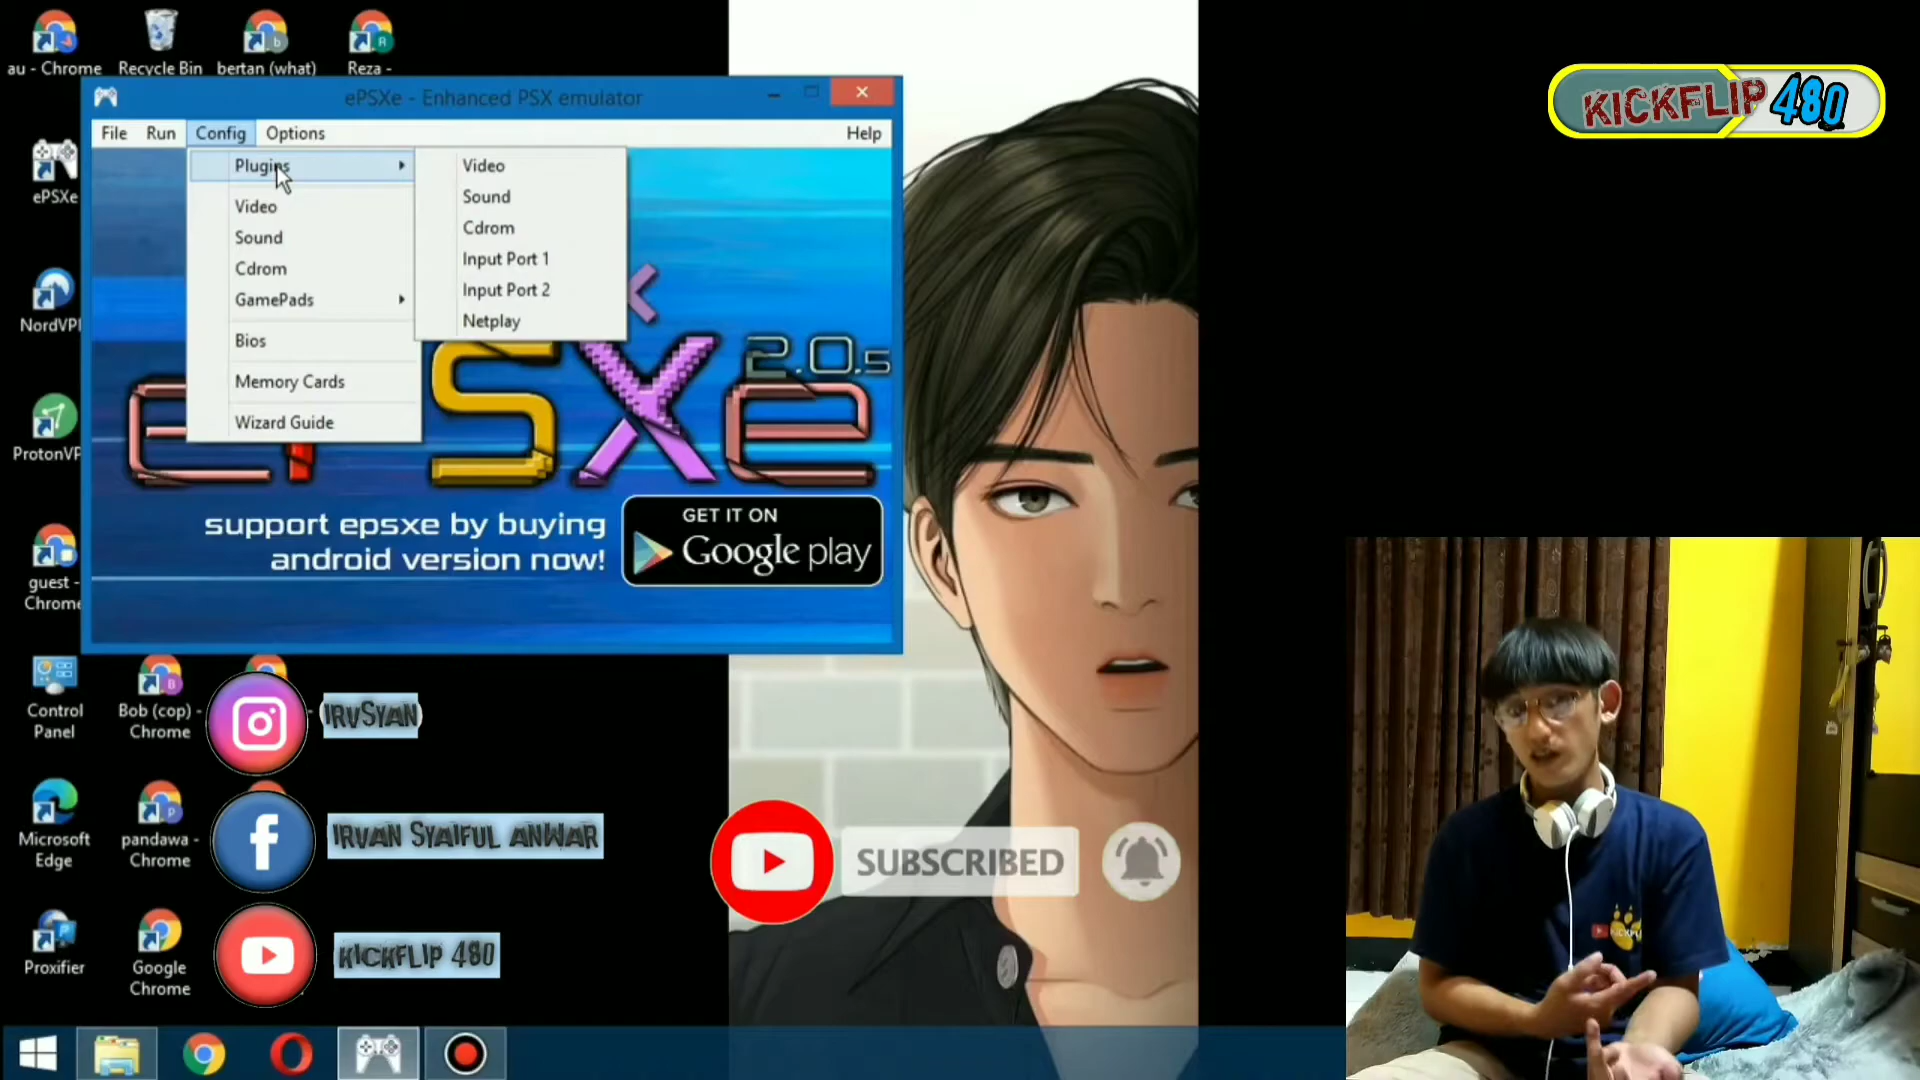 au - Chrome
Recycle Bin
bertan (what)
Reza -
KICKFLIP 480
ePSXe - Enhanced PSX emulator
File Run Config Options Help
Plugins
Video
Sound
Cdrom
GamePads
Bios
Memory Cards
Wizard Guide
Video
Sound
Cdrom
Input Port 1
Input Port 2
Netplay
ePSXe
NordVP
ProtonVP
2.0.5
ePSXe
support epsxe by buying
android version now!
GET IT ON
Google play
guest -
Chrome
Control
Panel
Bob (cop) -
Chrome
IRVSYAN
Microsoft
Edge
pandawa -
Chrome
IRVAN SYAIFUL ANWAR
SUBSCRIBED
Proxifier
Google
Chrome
KICKFLIP 480